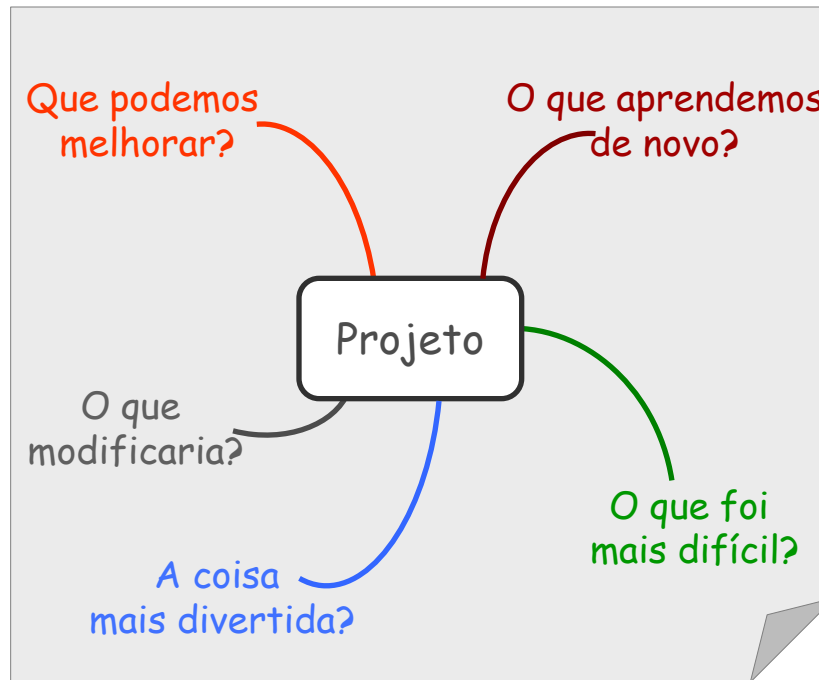 Que podemos
melhorar?
O que aprendemos
de novo?
Projeto
O que
modificaria?
O que foi
mais difícil?
A coisa
mais divertida?